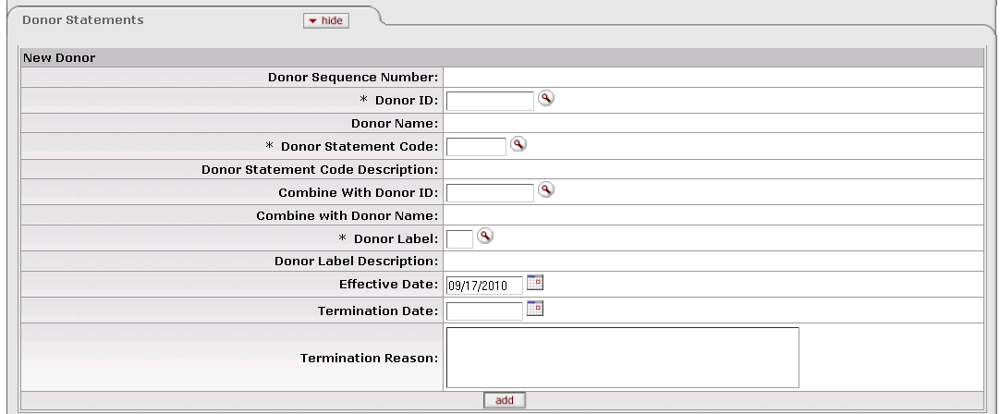 Donor Statements
hide
New Donor
Donor Sequence Number:
* Donor ID:
Donor Name:
* Donor Statement Code:
Donor Statement Code Description:
Combine With Donor ID:
Combine with Donor Name:
* Donor Label:
Donor Label Description:
Effective Date: 09/17/2010
Termination Date:
Termination Reason:
add